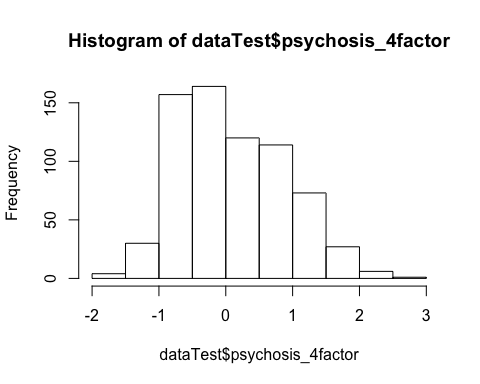 Histogram of dataTest$psychosis_4factor
Frequency
150
100
50
0
-2 -1 0 1 2 3
dataTest$psychosis_4factor